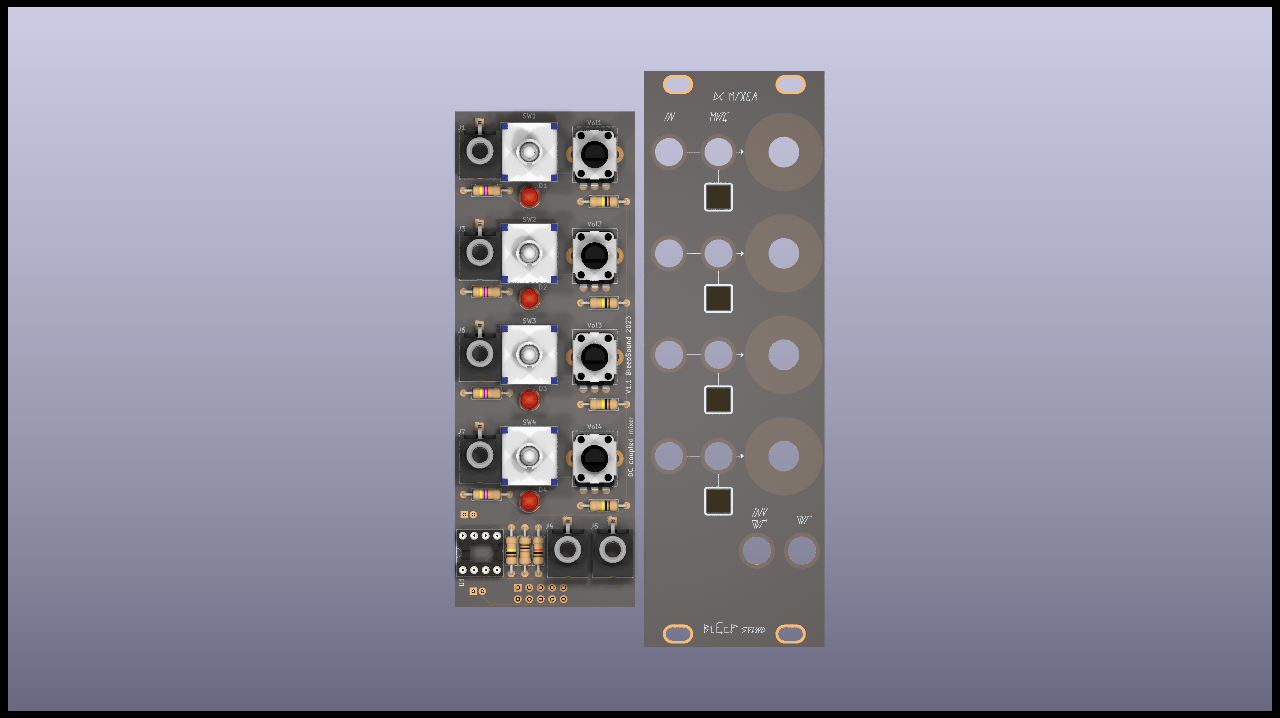 J1
SW1
Vol1
D1
J3
SW2
Vol2
D2
J6
SW3
Vol3
D3
J7
SW4
Vol4
D4
V1.1 BleepSound 2023
DC coupled mixer
U1
J4
J5
DC MIXER
IN
MUTE
INV
OUT
OUT
BLEEP SOUND